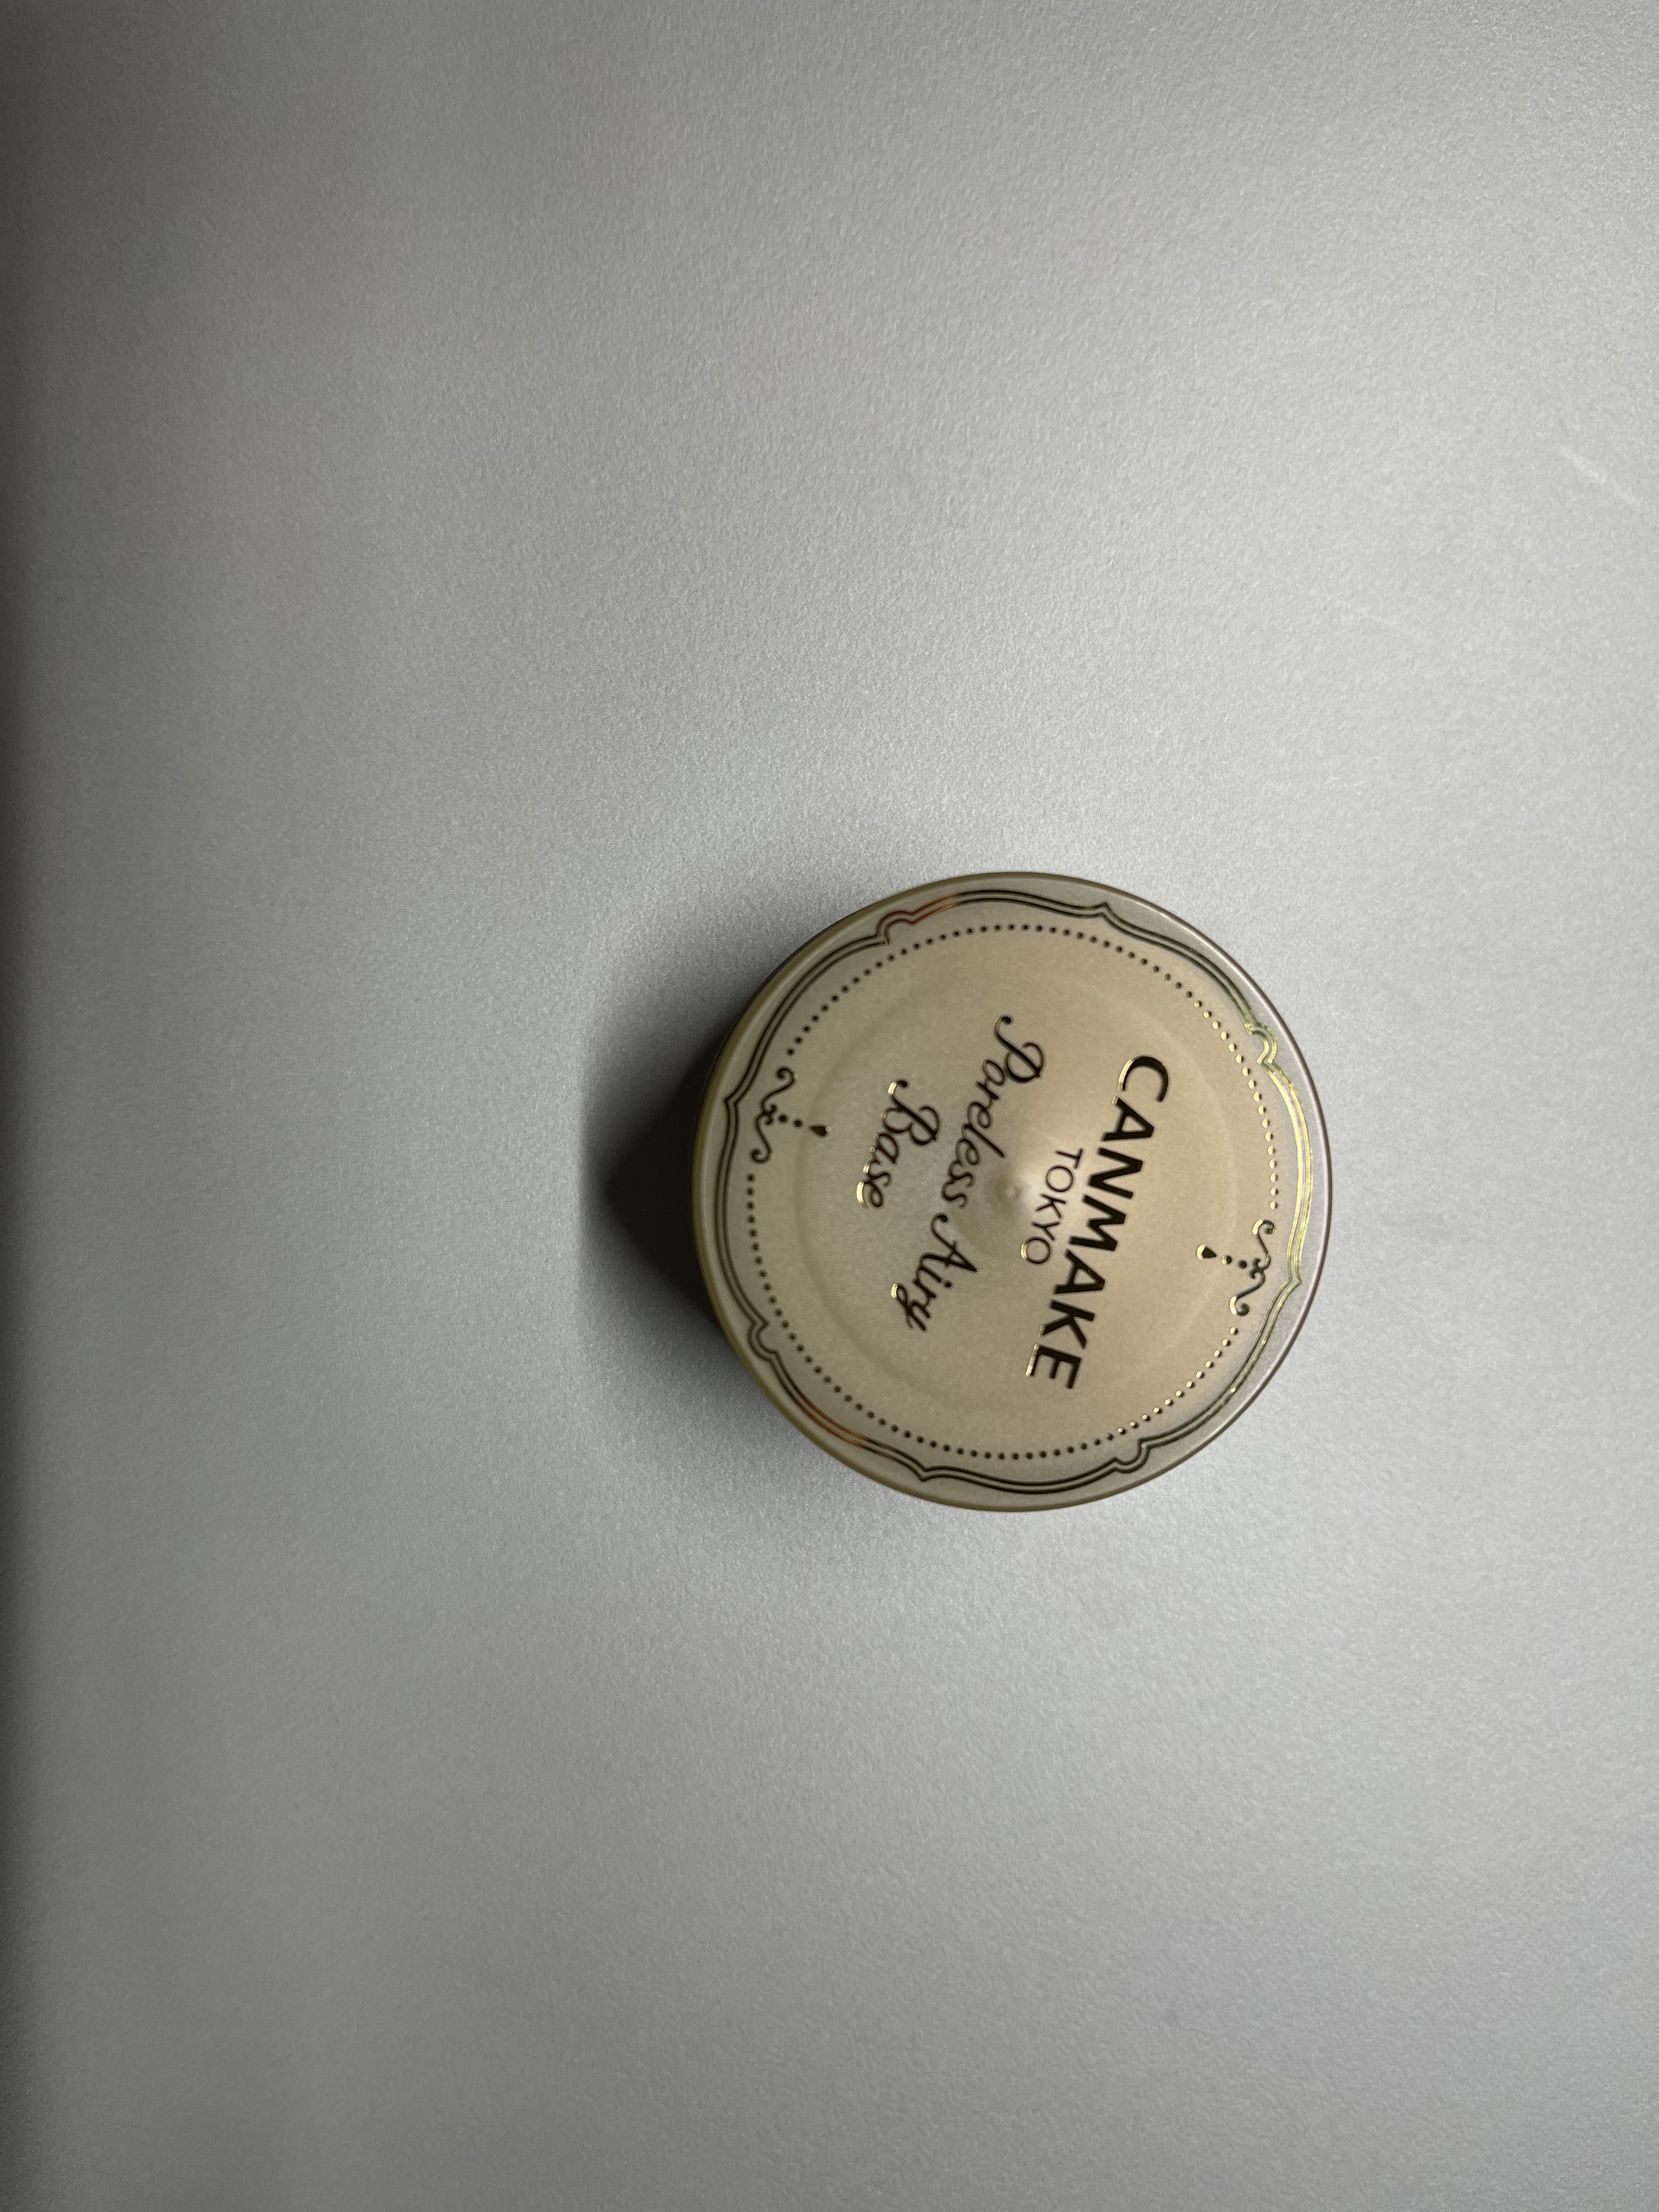 CANMAKE
TOKYO
Poreless Airy
Base